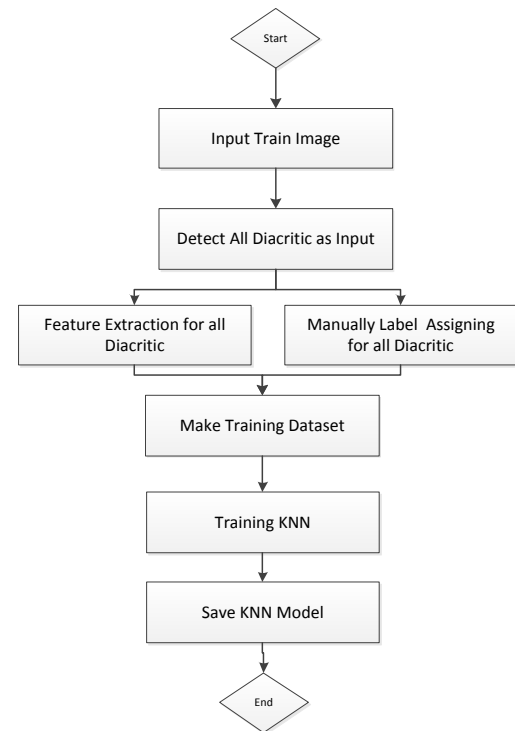 Start
Input Train Image
Detect All Diacritic as Input
Feature Extraction for all
Diacritic
Manually Label  Assigning
for all Diacritic
Make Training Dataset
Training KNN
Save KNN Model
End